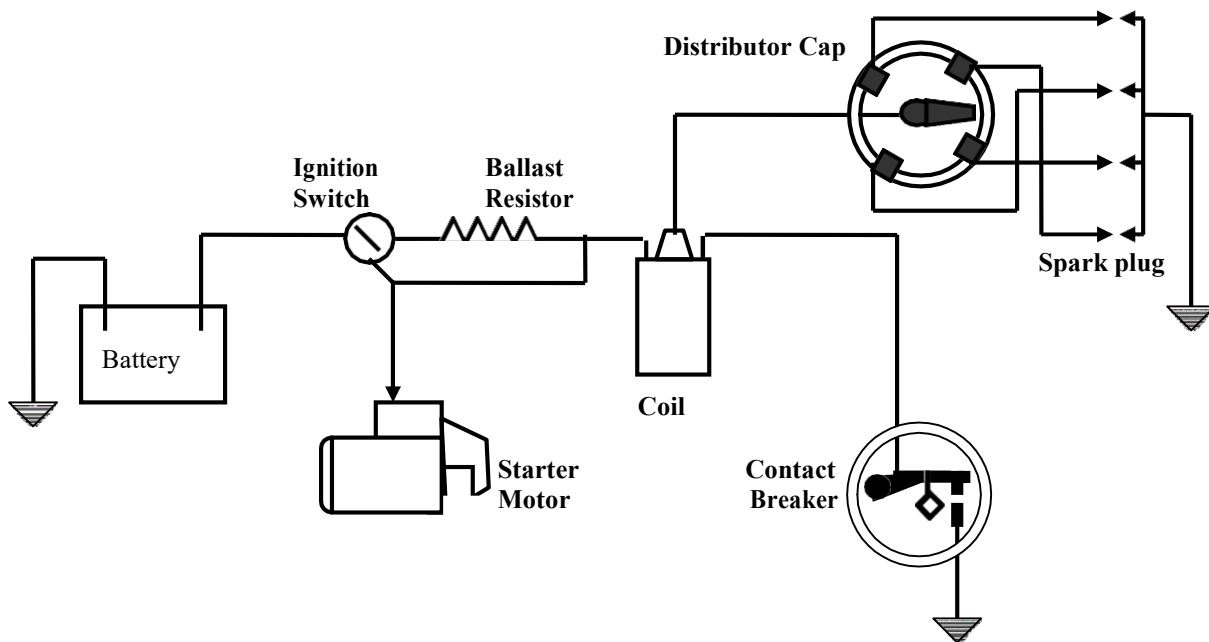 Distributor Cap
Ignition
Switch
Ballast
Resistor
Spark plug
Battery
Coil
Starter
Motor
Contact
Breaker